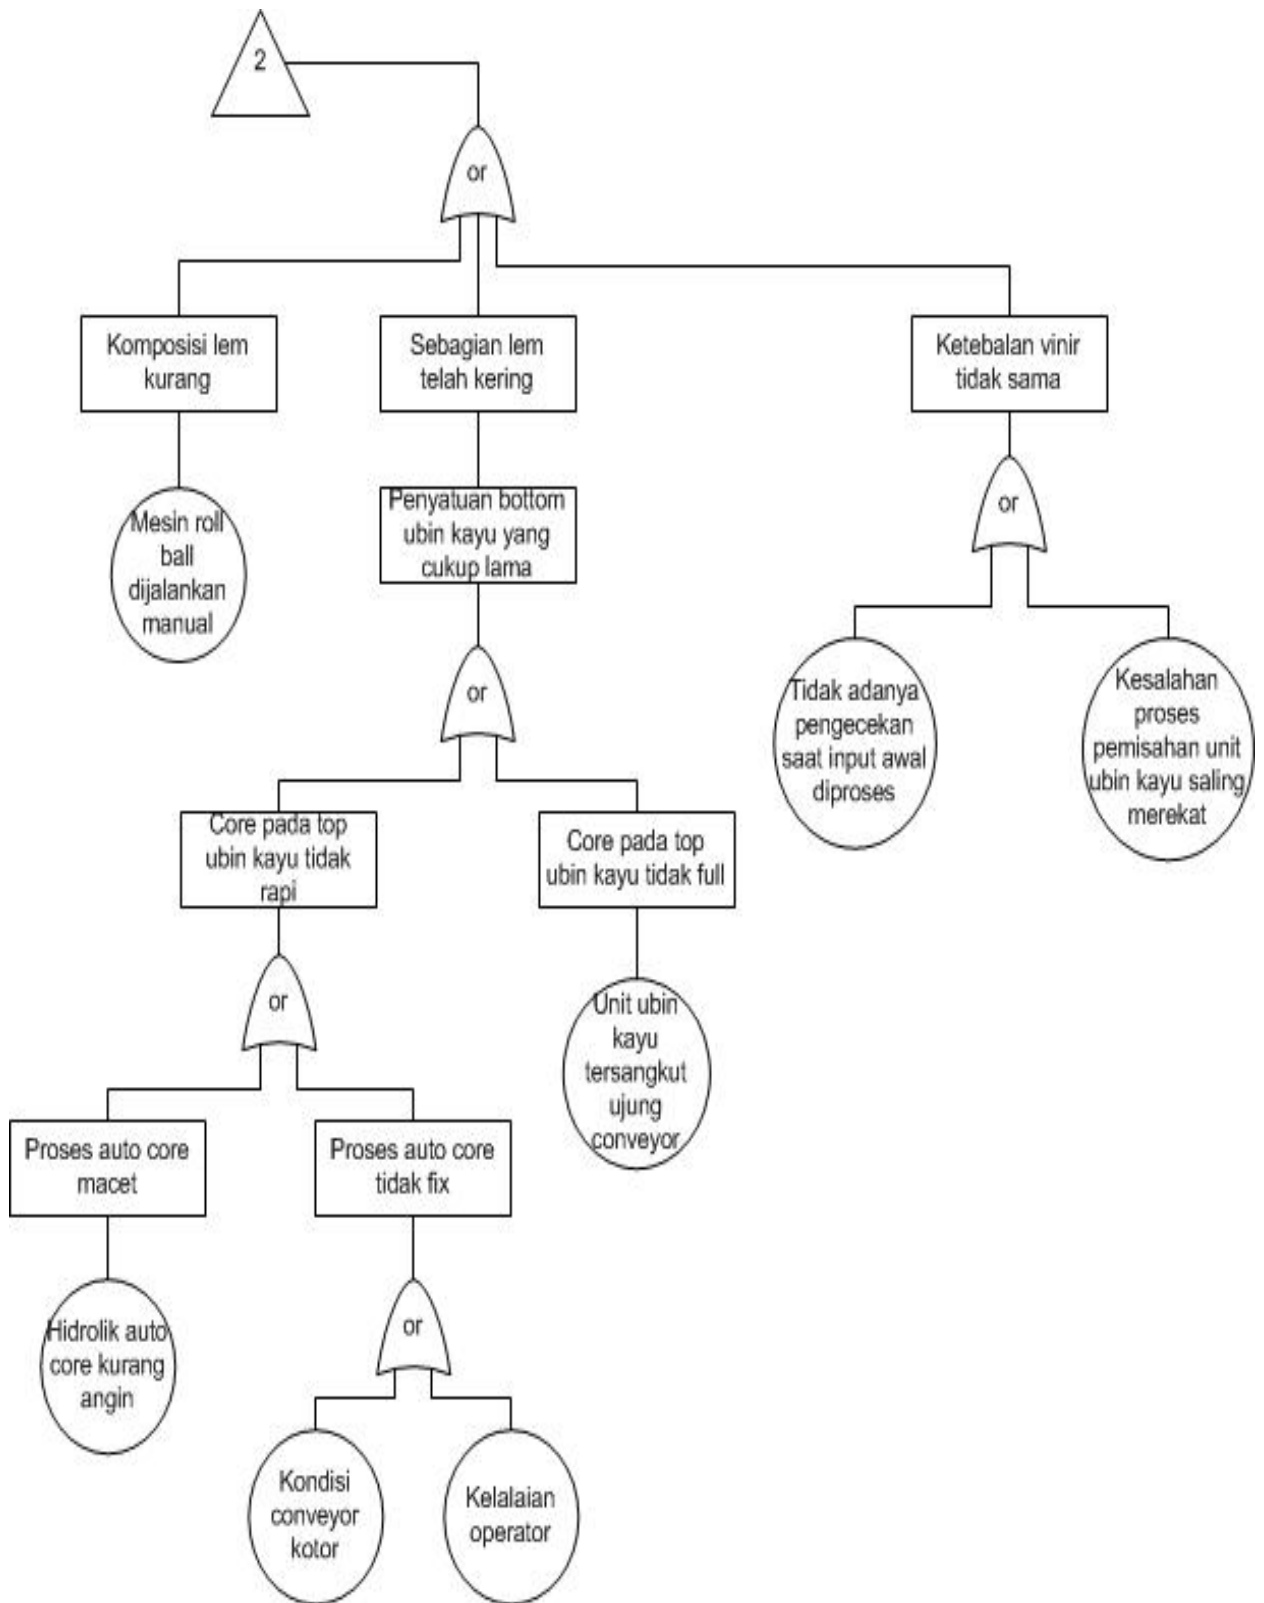 2
or
Komposisi lem
kurang
Sebagian lem
telah kering
Ketebalan vinir
tidak sama
Mesin roll
ball
dijalankan
manual
Penyatuan bottom
ubin kayu yang
cukup lama
or
or
Tidak adanya
pengecekan
saat input awal
diproses
Kesalahan
proses
pemisahan unit
ubin kayu saling
merekat
Core pada top
ubin kayu tidak
rapi
Core pada top
ubin kayu tidak full
or
Unit ubin
kayu
tersangkut
ujung
conveyor
Proses auto core
macet
Proses auto core
tidak fix
Hidrolik auto
core kurang
angin
or
Kondisi
conveyor
kotor
Kelalaian
operator